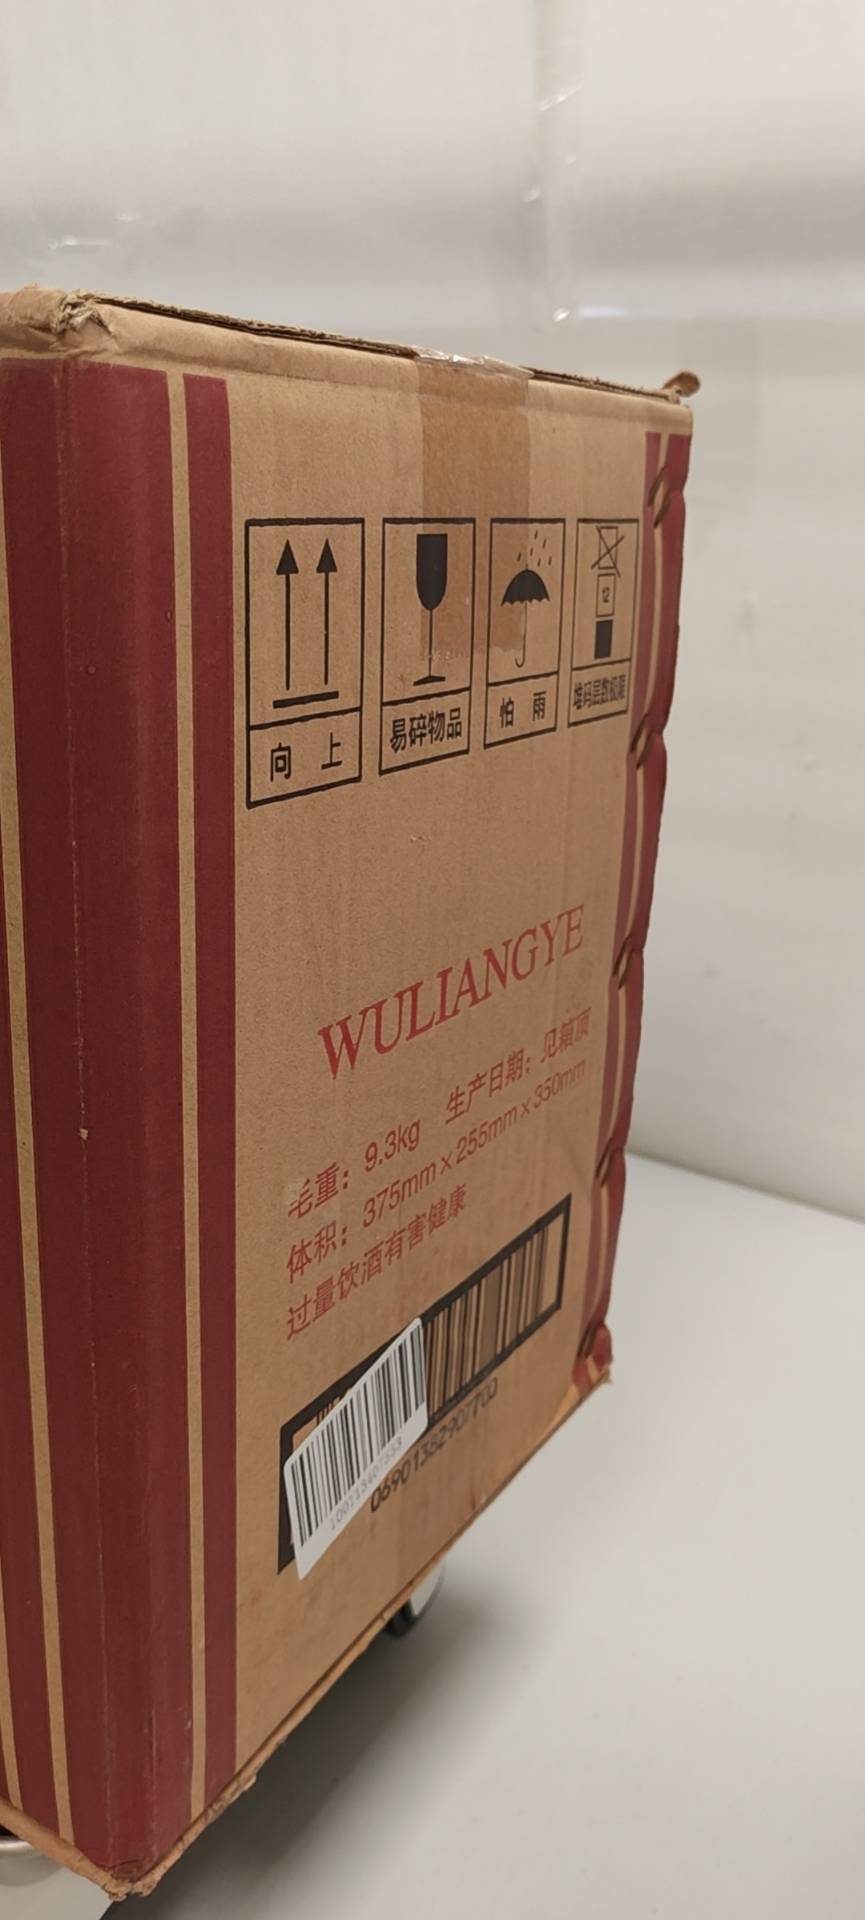 12
向 上
易碎物品
怕 雨
堆码层数极限
WULIANGYE
毛重：9.3kg 生产日期：见箱顶
体积：375mm×255mm×350mm
过量饮酒有害健康